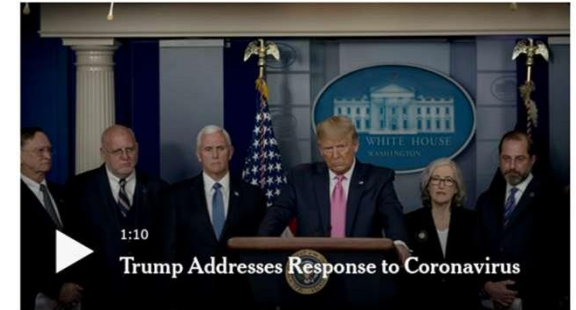 THE WHITE HOUSE
WASHINGTON
1:10
Trump Addresses Response to Coronavirus